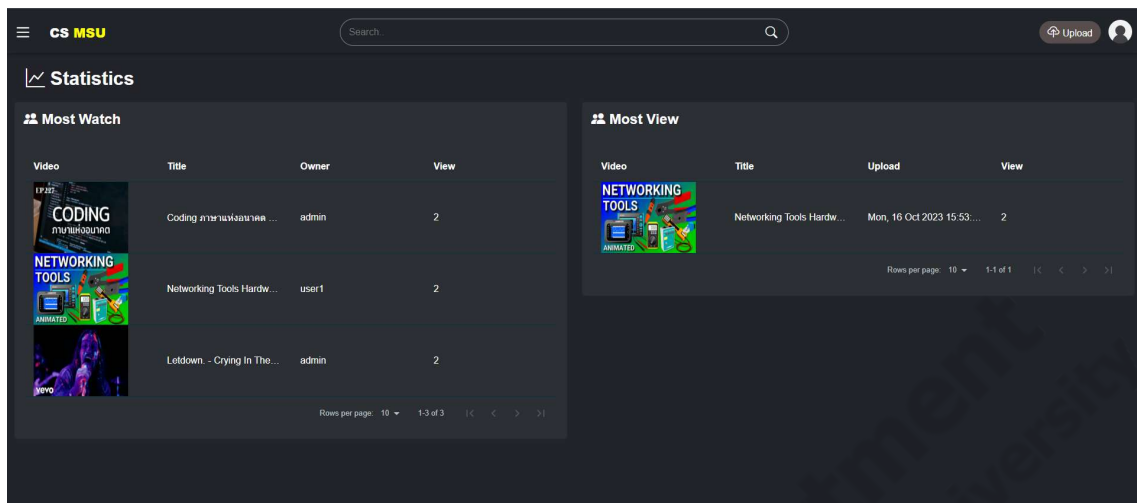 CS MSU
Search..
Upload
Statistics
Most Watch
Video Title Owner View
EP.207
CODING
ภาษาแห่งอนาคต
Coding ภาษาแห่งอนาคต ... admin 2
NETWORKING
TOOLS
ANIMATED
Networking Tools Hardw... user1 2
vevo
Letdown. - Crying In The... admin 2
Rows per page: 10 1-3 of 3
Most View
Video Title Upload View
NETWORKING
TOOLS
ANIMATED
Networking Tools Hardw... Mon, 16 Oct 2023 15:53:... 2
Rows per page: 10 1-1 of 1